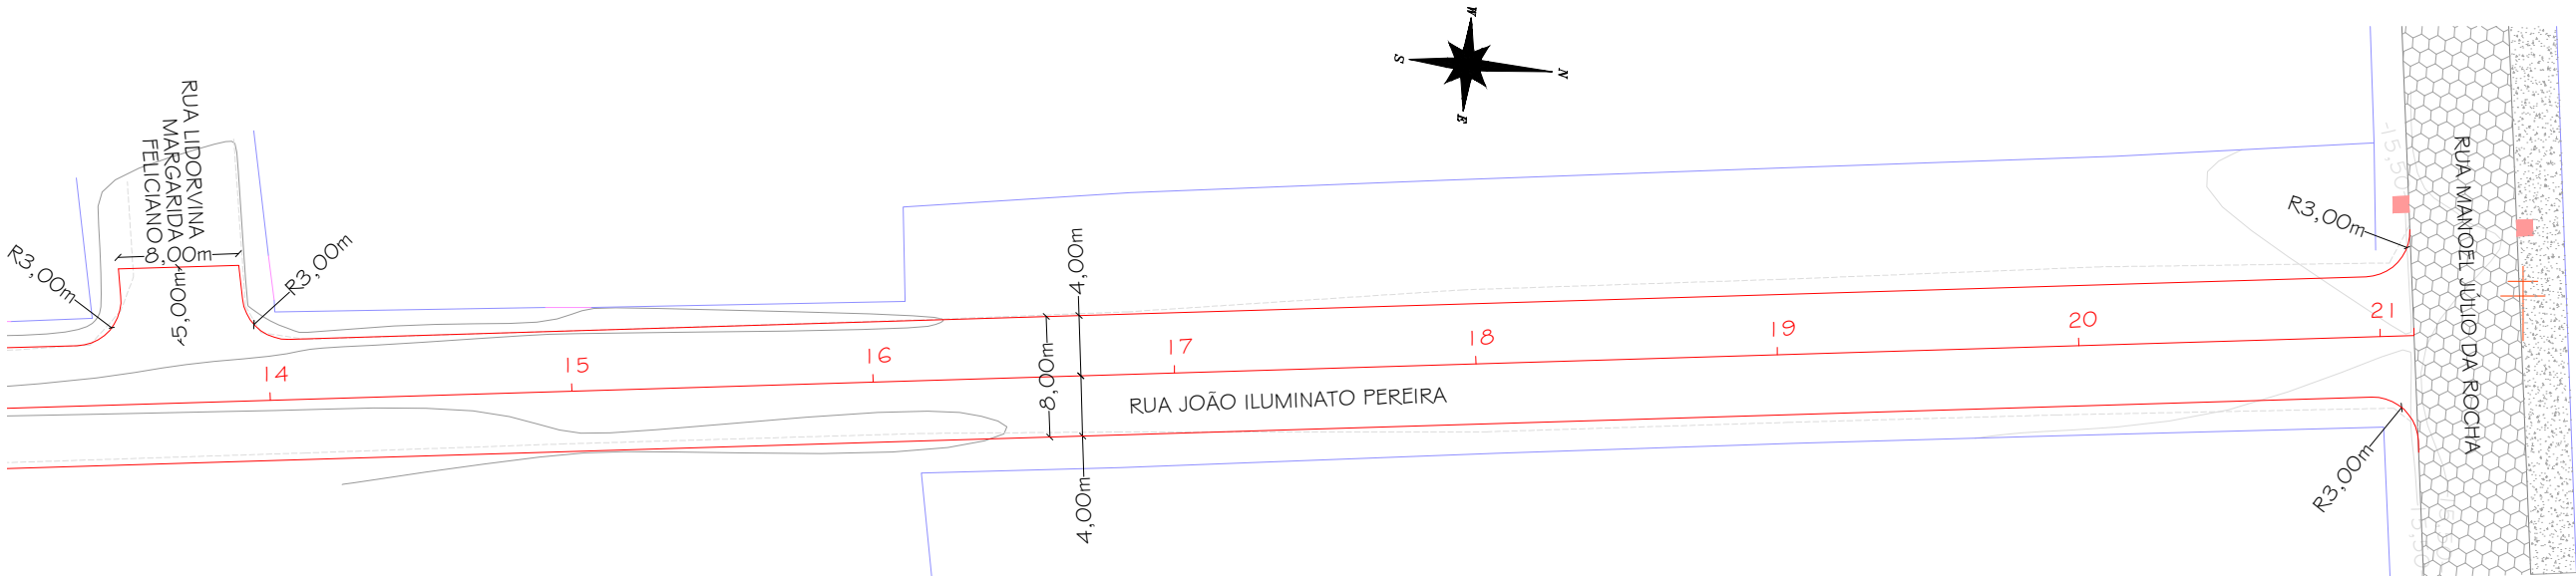 W
S
N
E
RUA LIDORVINA
MARGARIDA
FELICIANO
8,00m
5,00m
R3,00m
R3,00m
4,00m
8,00m
4,00m
14
15
16
17
18
19
20
21
RUA JOÃO ILUMINATO PEREIRA
R3,00m
R3,00m
RUA MANOEL JÚLIO DA ROCHA